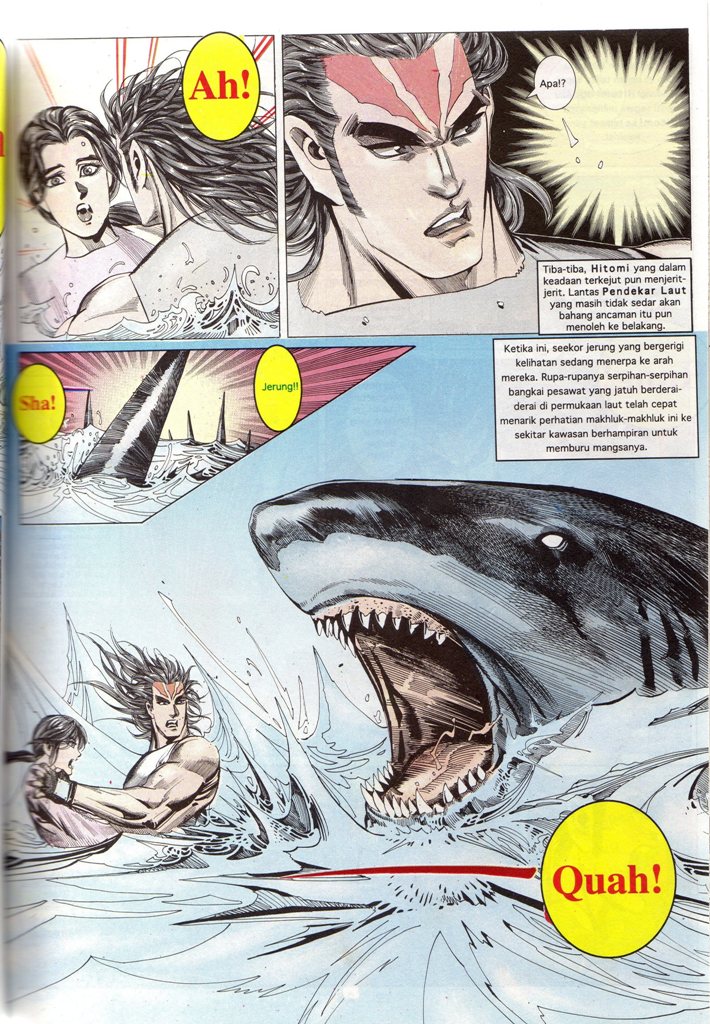 Ah!
Apa!?
Tiba-tiba, Hitomi yang dalam
keadaan terkejut pun menjerit-
jerit. Lantas Pendekar Laut
yang masih tidak sedar akan
bahang ancaman itu pun
menoleh ke belakang.
Sha!
Jerung!!
Ketika ini, seekor jerung yang bergerigi
kelihatan sedang menerpa ke arah
mereka. Rupa-rupanya serpihan-serpihan
bangkai pesawat yang jatuh berderai-
derai di permukaan laut telah cepat
menarik perhatian makhluk-makhluk ini ke
sekitar kawasan berhampiran untuk
memburu mangsanya.
Quah!